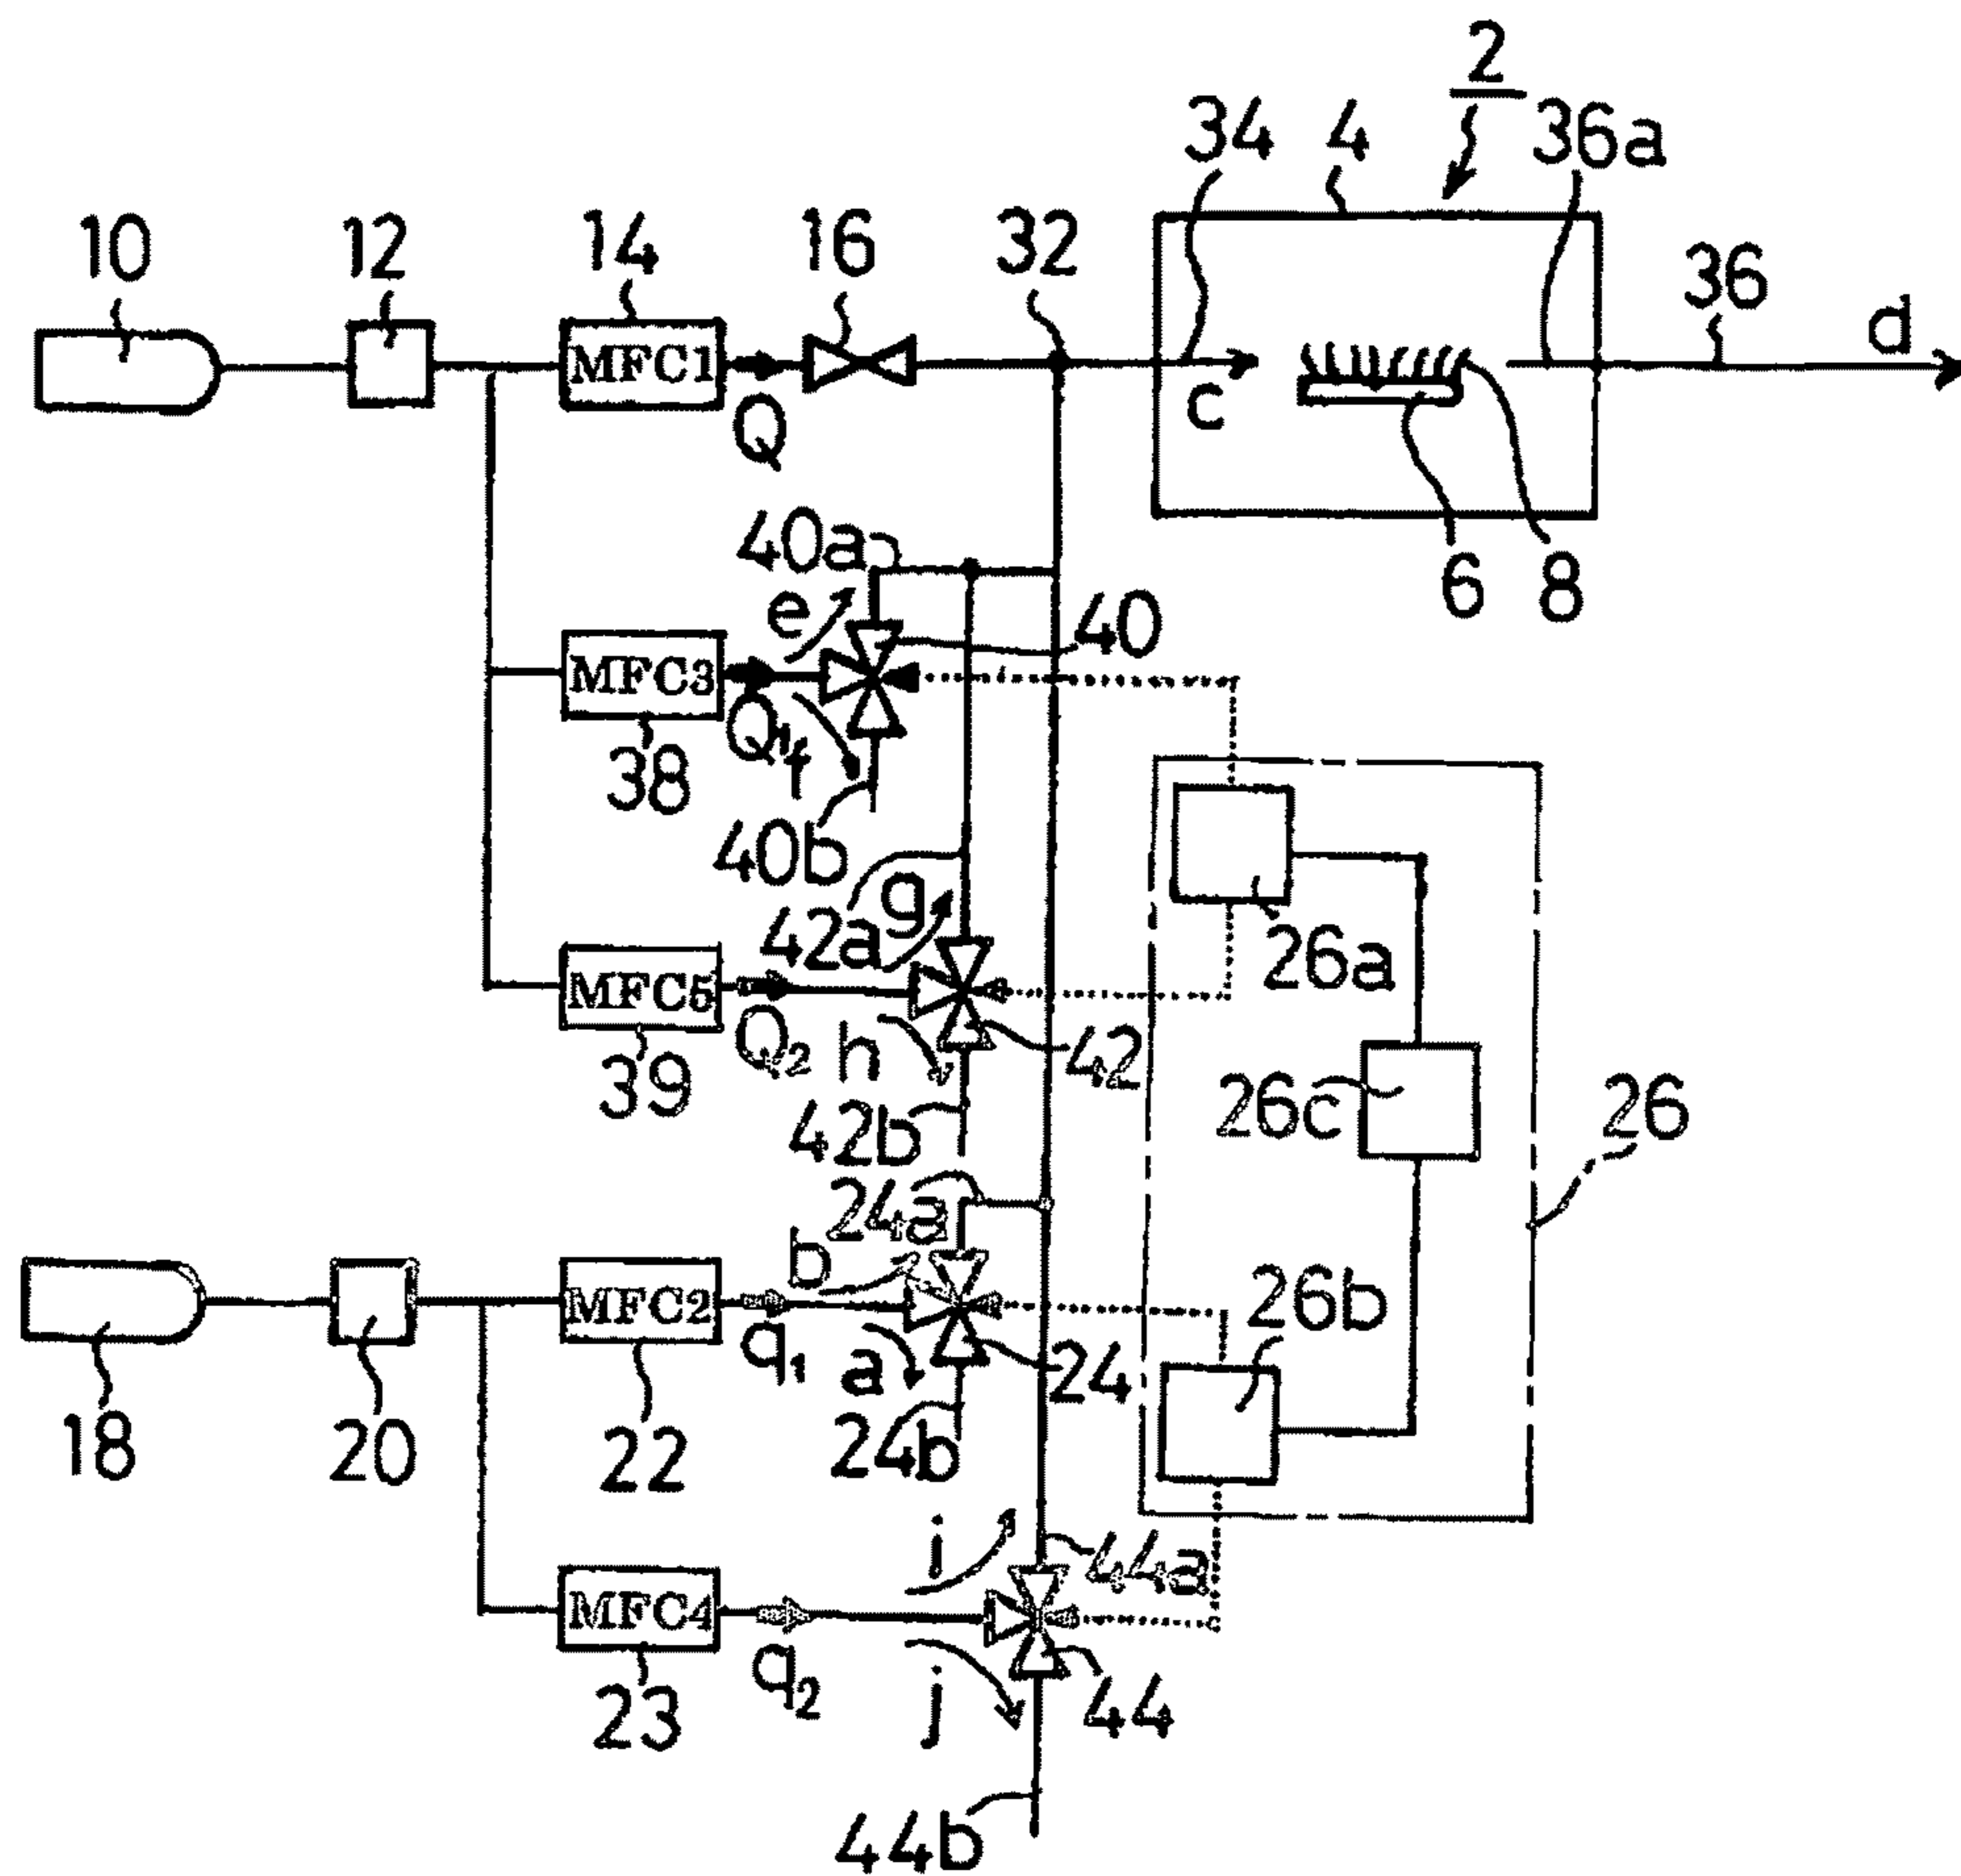 2
34 4 36a
10 12 14 16 32 36 d
MFC1
Q c
40a 6 8
e 40
MFC3
Q1 f
38
40b
g
42a 26a
MFC5
Q2 h 42
39 26c 26
42b
24a
b 26b
MFC2
q1 a 24
18 20 22 24b
i 44a
MFC4
q2
23 j 44
44b